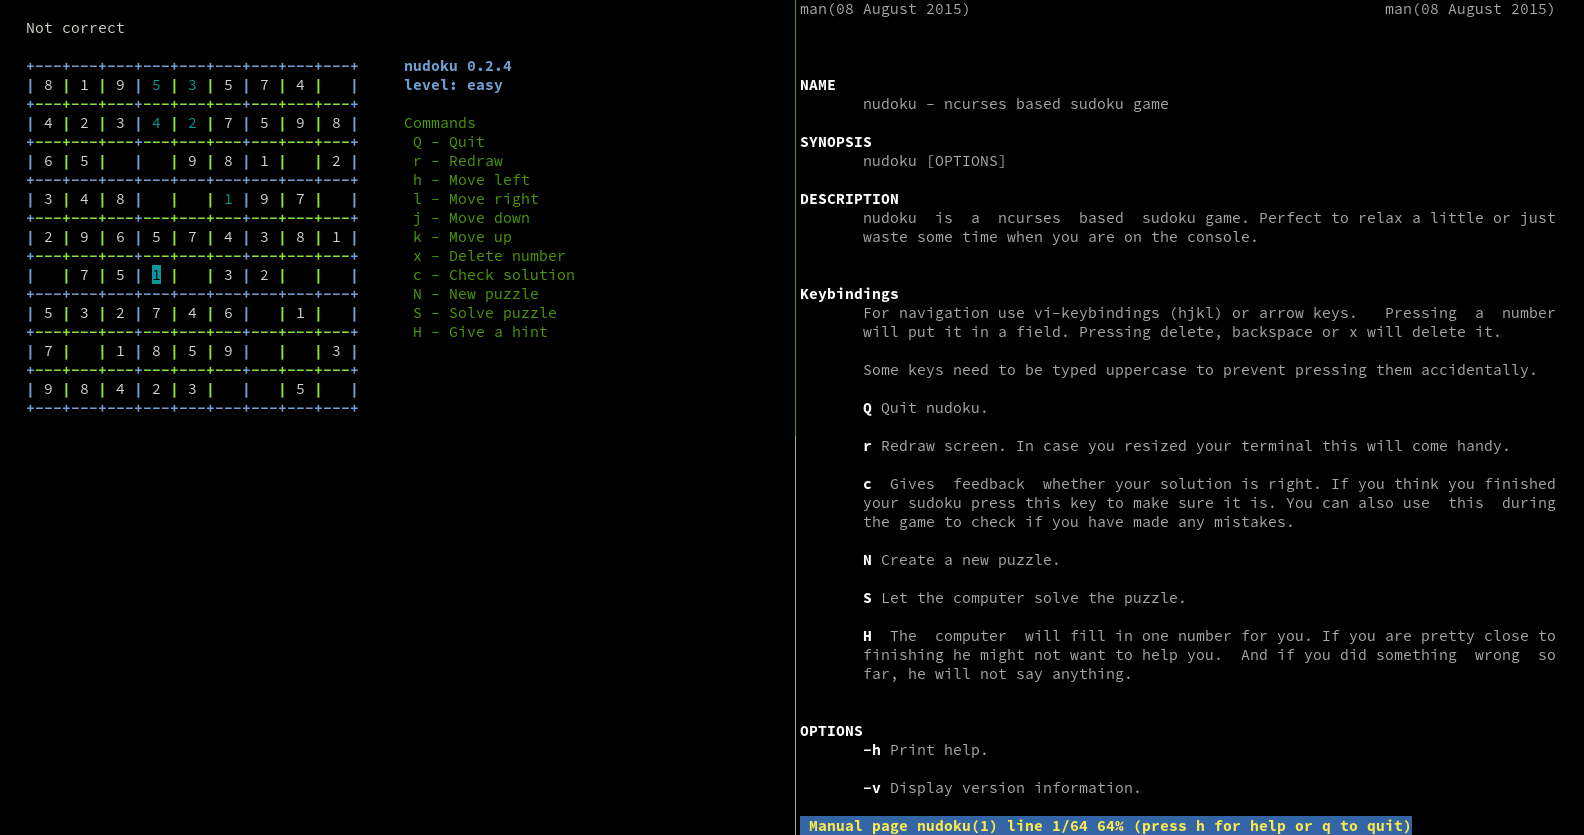 Not correct
+---+---+---+---+---+---+---+---+---+
| 8 | 1 | 9 | 5 | 3 | 5 | 7 | 4 |   |
+---+---+---+---+---+---+---+---+---+
| 4 | 2 | 3 | 4 | 2 | 7 | 5 | 9 | 8 |
+---+---+---+---+---+---+---+---+---+
| 6 | 5 |   |   | 9 | 8 | 1 |   | 2 |
+---+---+---+---+---+---+---+---+---+
| 3 | 4 | 8 |   |   | 1 | 9 | 7 |   |
+---+---+---+---+---+---+---+---+---+
| 2 | 9 | 6 | 5 | 7 | 4 | 3 | 8 | 1 |
+---+---+---+---+---+---+---+---+---+
|   | 7 | 5 | 1 |   | 3 | 2 |   |   |
+---+---+---+---+---+---+---+---+---+
| 5 | 3 | 2 | 7 | 4 | 6 |   | 1 |   |
+---+---+---+---+---+---+---+---+---+
| 7 |   | 1 | 8 | 5 | 9 |   |   | 3 |
+---+---+---+---+---+---+---+---+---+
| 9 | 8 | 4 | 2 | 3 |   |   | 5 |   |
+---+---+---+---+---+---+---+---+---+
nudoku 0.2.4
level: easy
Commands
Q - Quit
r - Redraw
h - Move left
l - Move right
j - Move down
k - Move up
x - Delete number
c - Check solution
N - New puzzle
S - Solve puzzle
H - Give a hint
man(08 August 2015) man(08 August 2015)
NAME
nudoku - ncurses based sudoku game
SYNOPSIS
nudoku [OPTIONS]
DESCRIPTION
nudoku is a ncurses based sudoku game. Perfect to relax a little or just
waste some time when you are on the console.
Keybindings
For navigation use vi-keybindings (hjkl) or arrow keys. Pressing a number
will put it in a field. Pressing delete, backspace or x will delete it.
Some keys need to be typed uppercase to prevent pressing them accidentally.
Q Quit nudoku.
r Redraw screen. In case you resized your terminal this will come handy.
c Gives feedback whether your solution is right. If you think you finished
your sudoku press this key to make sure it is. You can also use this during
the game to check if you have made any mistakes.
N Create a new puzzle.
S Let the computer solve the puzzle.
H The computer will fill in one number for you. If you are pretty close to
finishing he might not want to help you. And if you did something wrong so
far, he will not say anything.
OPTIONS
-h Print help.
-v Display version information.
Manual page nudoku(1) line 1/64 64% (press h for help or q to quit)